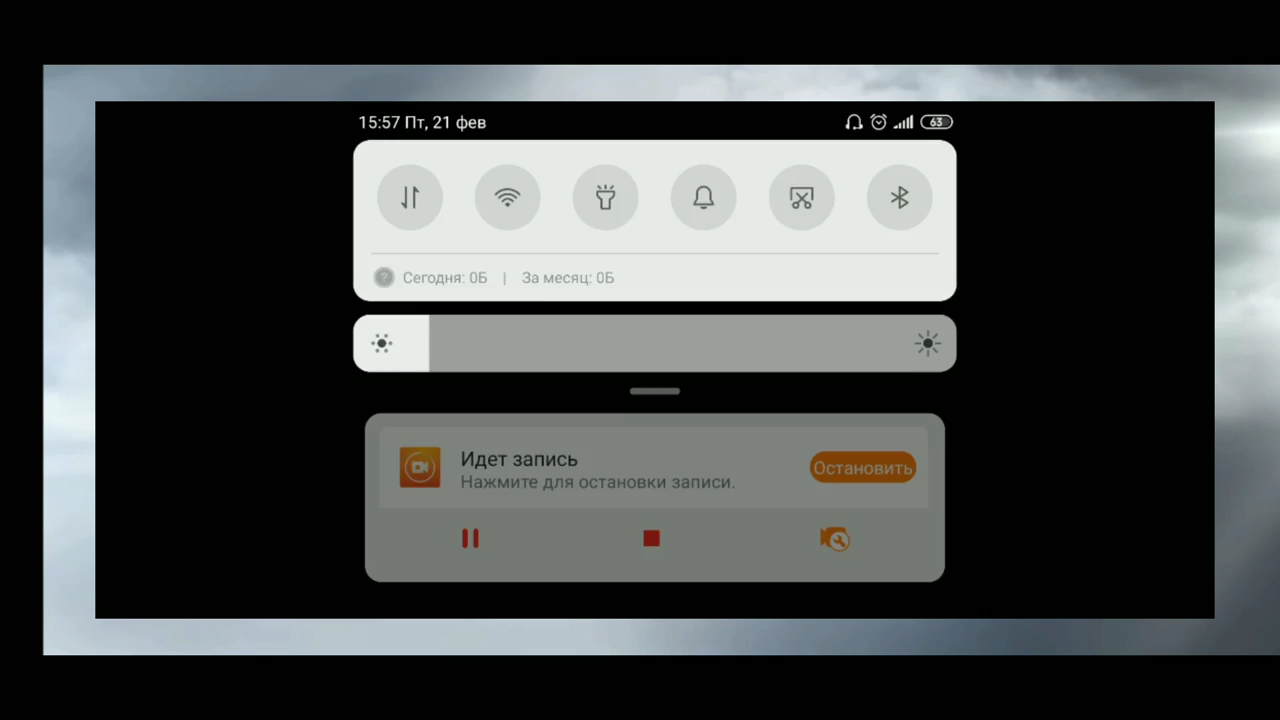 15:57 Пт, 21 фев
63
Сегодня: 0Б | За месяц: 0Б
Идет запись
Нажмите для остановки записи.
Остановить